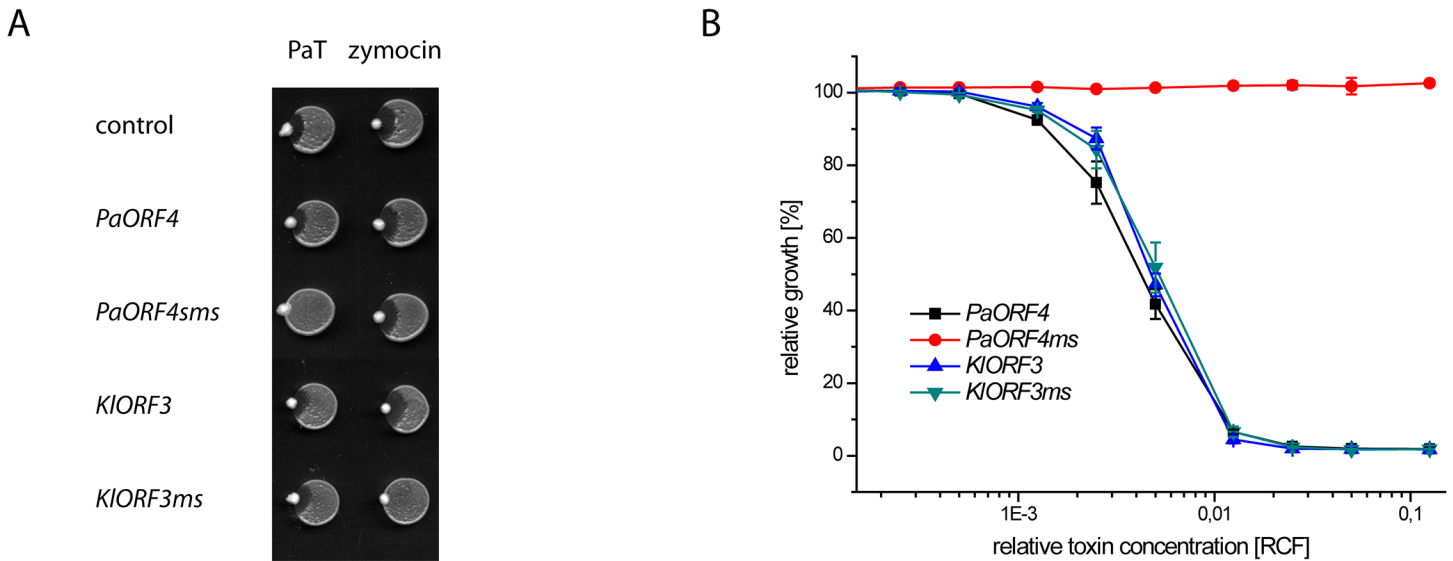 A
PaT zymocin
control
PaORF4
PaORF4sms
KlORF3
KlORF3ms
B
100
80
60
40
20
0
relative growth [%]
PaORF4
PaORF4ms
KlORF3
KlORF3ms
1E-3 0,01 0,1
relative toxin concentration [RCF]